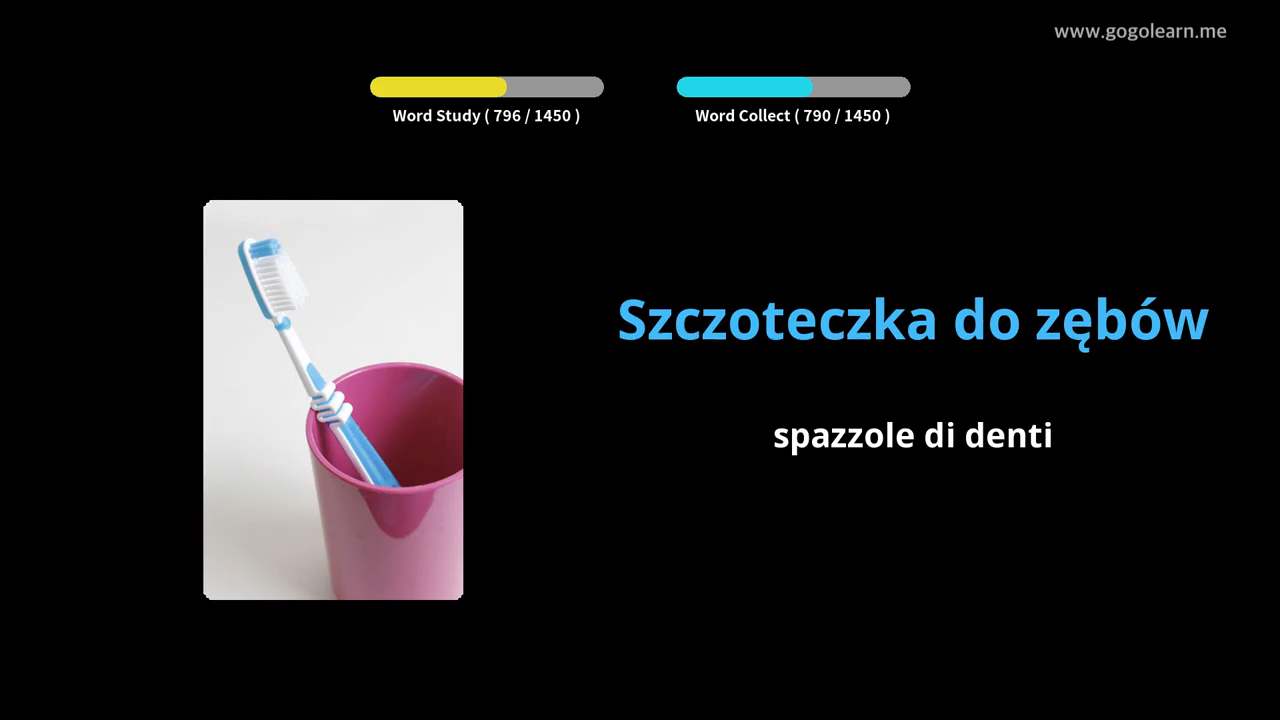 www.gogolearn.me
Word Study ( 796 / 1450 )
Word Collect ( 790 / 1450 )
Szczoteczka do zębów
spazzole di denti